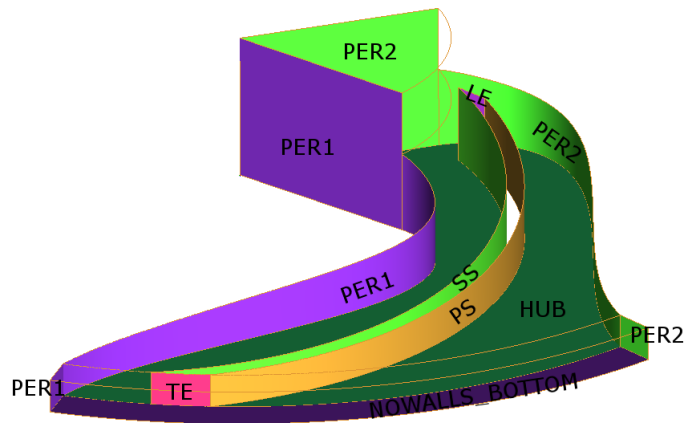 PER2
LE
PER2
PER1
PER1
SS
PS
HUB
PER2
PER1
TE
NOWALLS_BOTTOM